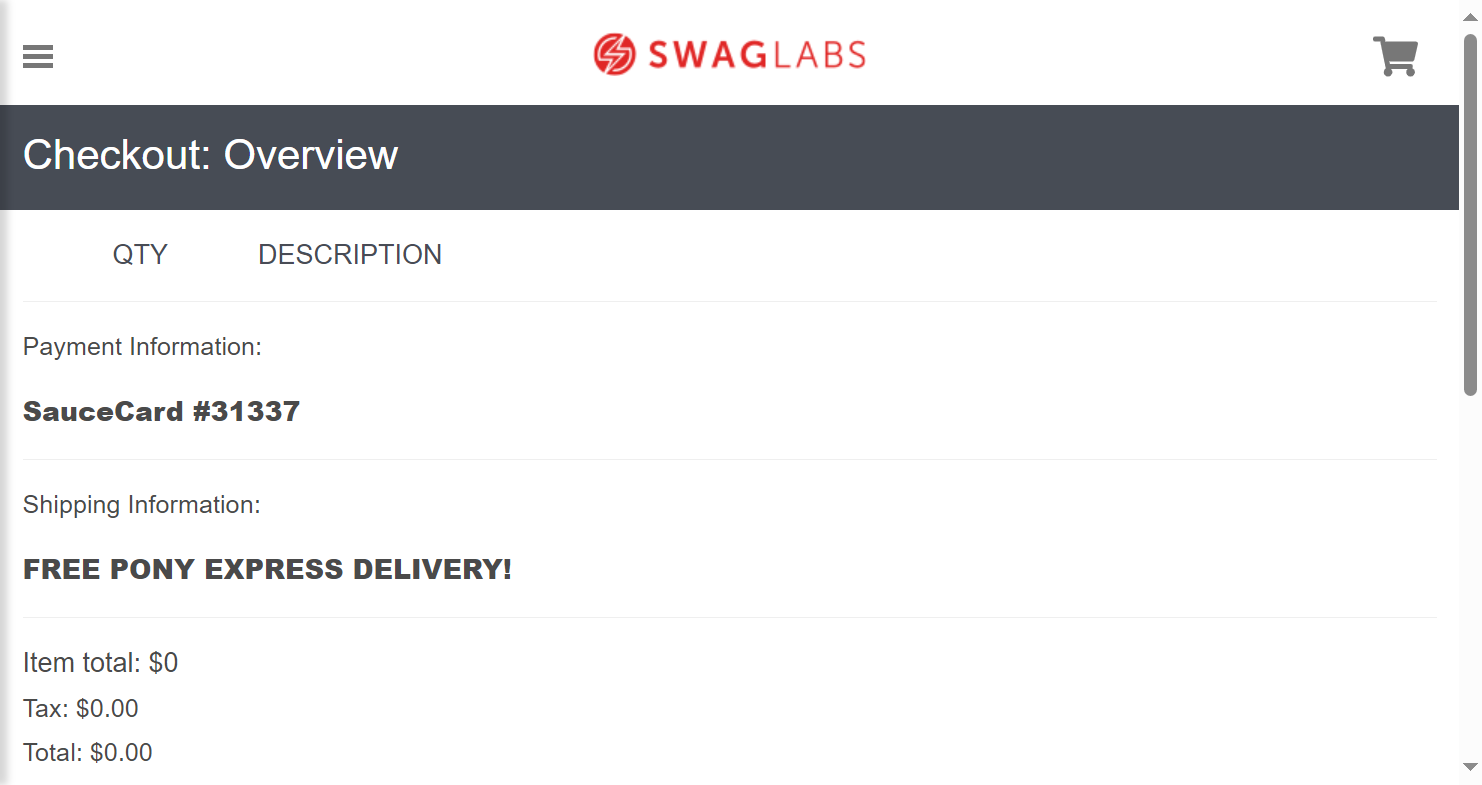 SWAGLABS
Checkout: Overview
QTY DESCRIPTION
Payment Information:
SauceCard #31337
Shipping Information:
FREE PONY EXPRESS DELIVERY!
Item total: $0
Tax: $0.00
Total: $0.00